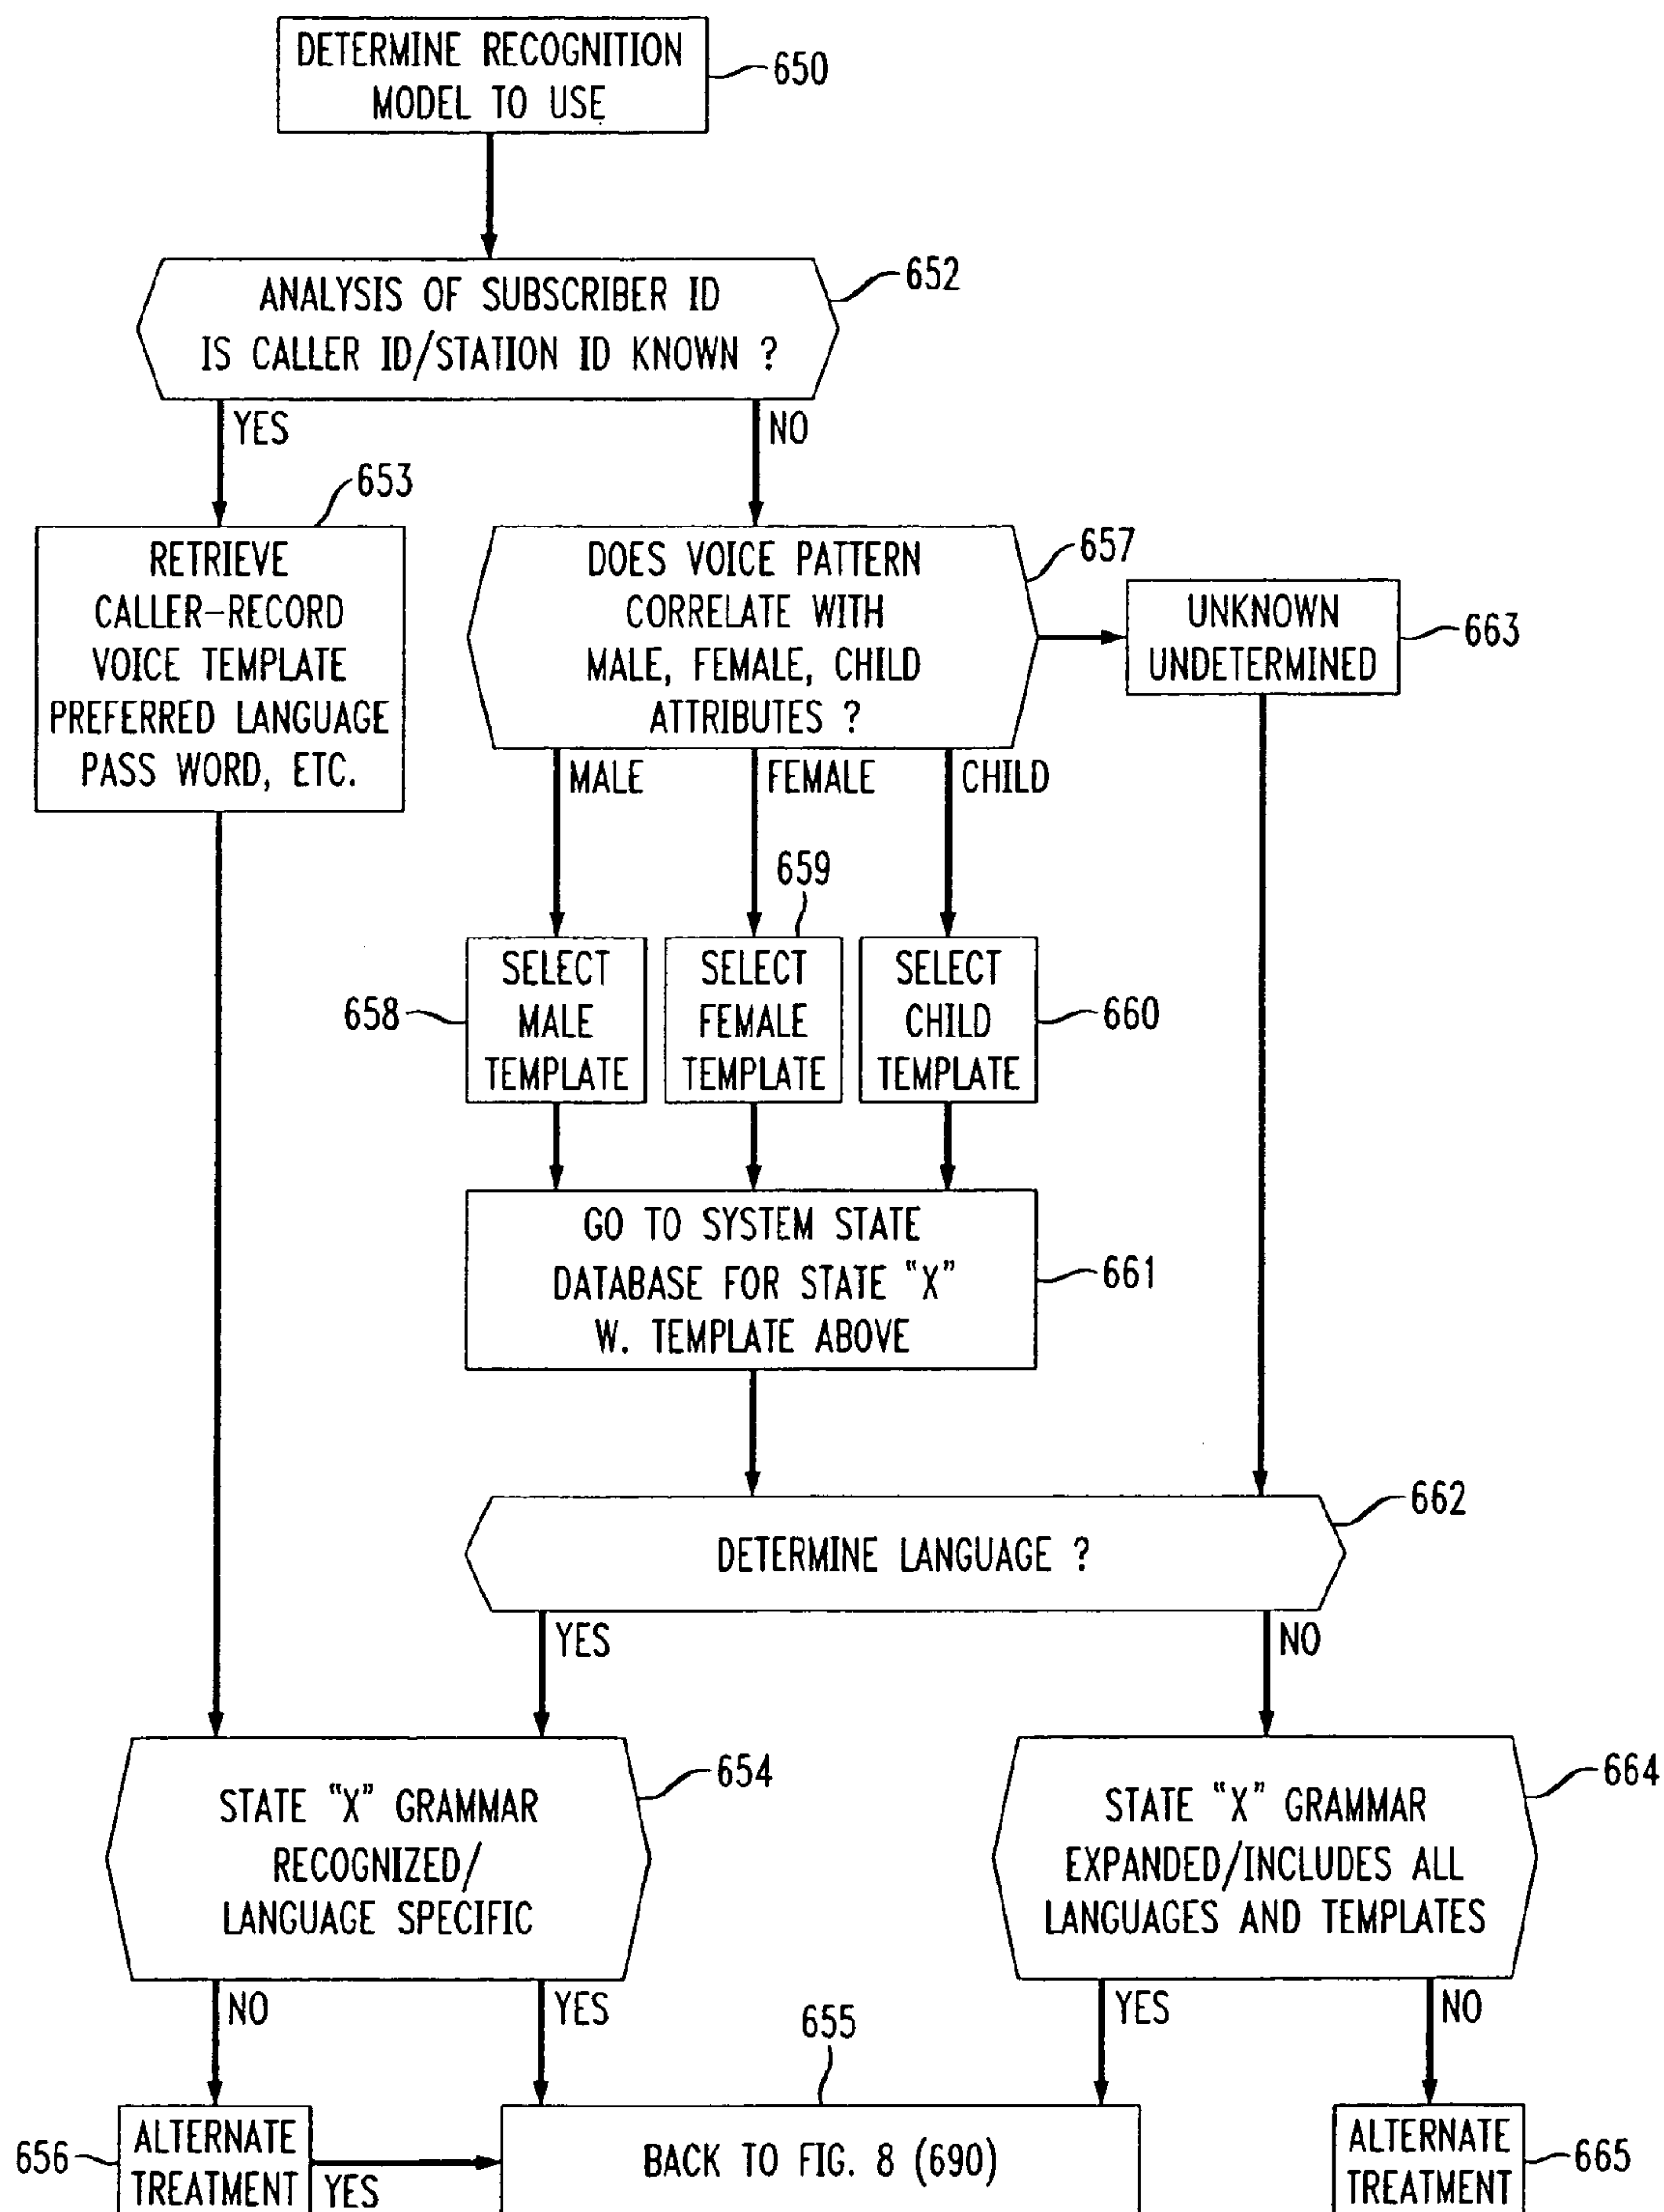 DETERMINE RECOGNITION
MODEL TO USE
650
ANALYSIS OF SUBSCRIBER ID
IS CALLER ID/STATION ID KNOWN ?
652
YES
NO
653
RETRIEVE
CALLER-RECORD
VOICE TEMPLATE
PREFERRED LANGUAGE
PASS WORD, ETC.
DOES VOICE PATTERN
CORRELATE WITH
MALE, FEMALE, CHILD
ATTRIBUTES ?
657
UNKNOWN
UNDETERMINED
663
MALE
FEMALE
CHILD
658
SELECT
MALE
TEMPLATE
659
SELECT
FEMALE
TEMPLATE
SELECT
CHILD
TEMPLATE
660
GO TO SYSTEM STATE
DATABASE FOR STATE "X"
W. TEMPLATE ABOVE
661
DETERMINE LANGUAGE ?
662
YES
NO
STATE "X" GRAMMAR
RECOGNIZED/
LANGUAGE SPECIFIC
654
STATE "X" GRAMMAR
EXPANDED/INCLUDES ALL
LANGUAGES AND TEMPLATES
664
NO
YES
YES
NO
656
ALTERNATE
TREATMENT
YES
655
BACK TO FIG. 8 (690)
ALTERNATE
TREATMENT
665